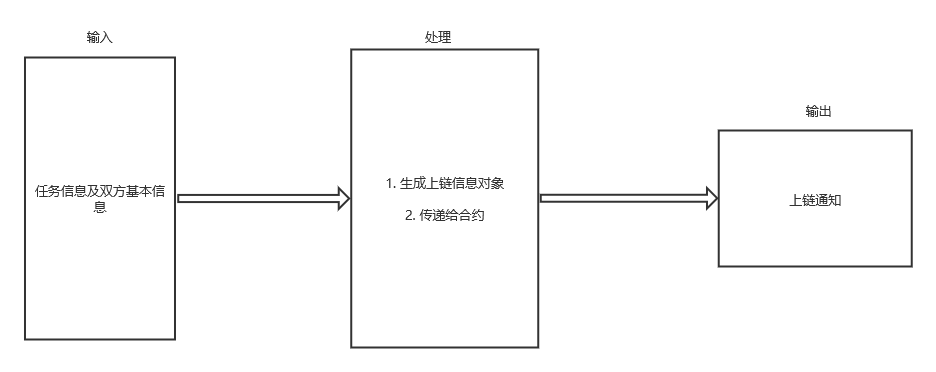 输入
任务信息及双方基本信
息
处理
1. 生成上链信息对象
2. 传递给合约
输出
上链通知